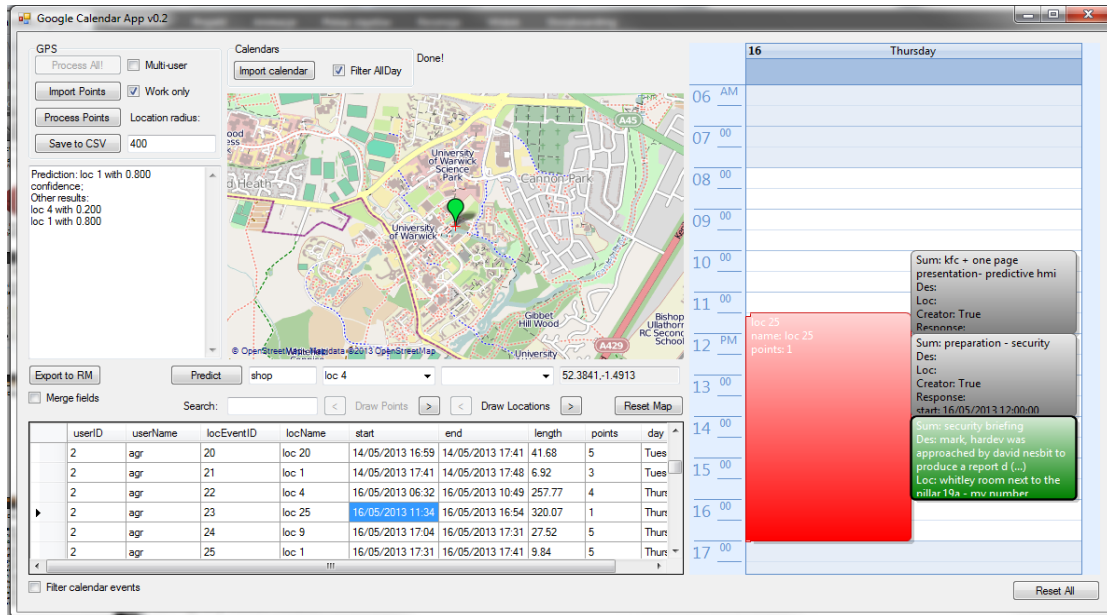 Google Calendar App v0.2
GPS
Process All!
Multi-user
Import Points
Work only
Process Points
Location radius:
Save to CSV
400
Calendars
Import calendar
Filter AllDay
Done!
Prediction: loc 1 with 0.800
confidence;
Other results:
loc 4 with 0.200
loc 1 with 0.800
A45
University
of Warwick
Science
Park
Cannon Park
University
of Warwick
Gibbet
Hill Wood
Bishop
Ullathorn
RC Second
School
A429
University
Export to RM
Predict
shop
loc 4
52.3841,-1.4913
Merge fields
Search:
<
Draw Points
>
<
Draw Locations
>
Reset Map
userID userName locEventID locName start end length points day
2 agr 20 loc 20 14/05/2013 16:59 14/05/2013 17:41 41.68 5 Tues
2 agr 21 loc 1 14/05/2013 17:41 14/05/2013 17:48 6.92 3 Tues
2 agr 22 loc 4 16/05/2013 06:32 16/05/2013 10:49 257.77 4 Thurs
2 agr 23 loc 25 16/05/2013 11:34 16/05/2013 16:54 320.07 1 Thurs
2 agr 24 loc 9 16/05/2013 17:04 16/05/2013 17:31 27.52 5 Thurs
2 agr 25 loc 1 16/05/2013 17:31 16/05/2013 17:41 9.84 5 Thurs
Filter calendar events
16 Thursday
06 AM
07 00
08 00
09 00
10 00
11 00
12 PM
13 00
14 00
15 00
16 00
17 00
loc 25
name: loc 25
points: 1
Sum: kfc + one page
presentation- predictive hmi
Des:
Loc:
Creator: True
Response:
Sum: preparation - security
Des:
Loc:
Creator: True
Response:
start: 16/05/2013 12:00:00
Sum: security briefing
Des: mark, hardev was
approached by david nesbit to
produce a report d (...)
Loc: whitley room next to the
pillar 19a - my number
Reset All